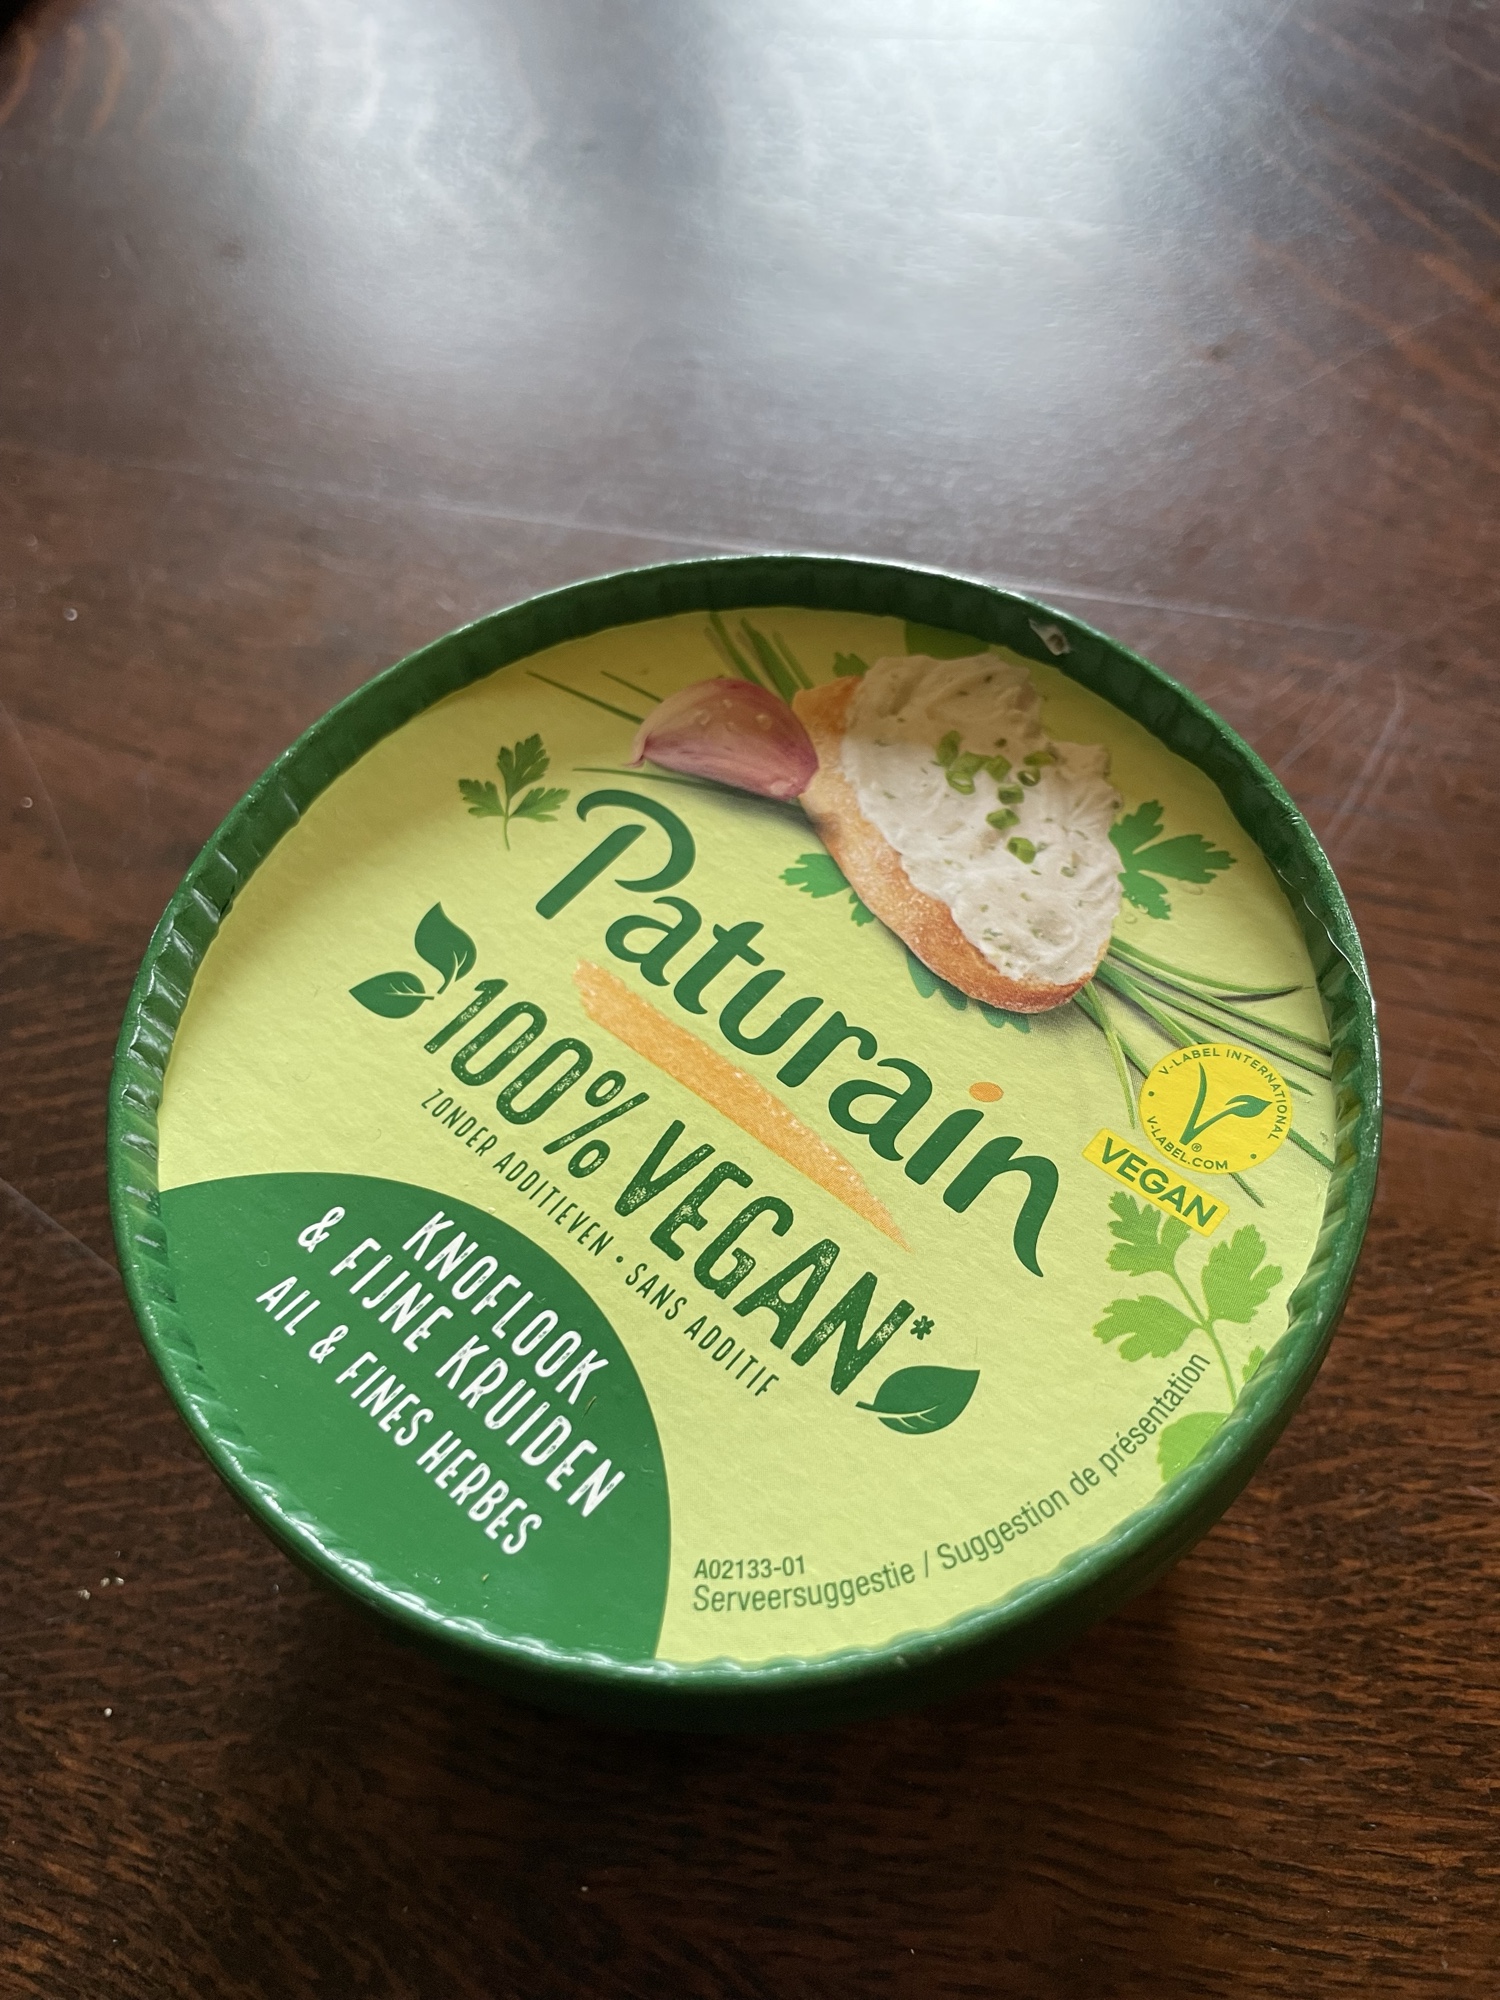 Paturain
100% VEGAN*
ZONDER ADDITIEVEN • SANS ADDITIF
V-LABEL INTERNATIONAL
V-LABEL.COM
®
VEGAN
KNOFLOOK
& FIJNE KRUIDEN
AIL & FINES HERBES
A02133-01
Serveersuggestie / Suggestion de présentation